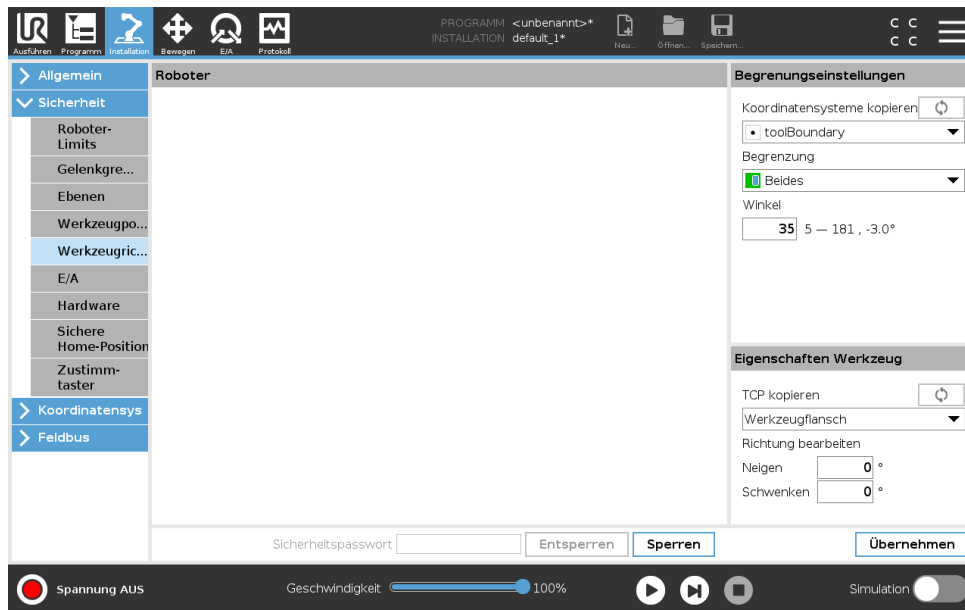 PROGRAMM <unbenannt>*
INSTALLATION default_1*
Ausführen Programm Installation Bewegen E/A Protokoll Neu... Öffnen... Speichern...
C C
C C
Allgemein
Sicherheit
Roboter-
Limits
Gelenkgre...
Ebenen
Werkzeugpo...
Werkzeugric...
E/A
Hardware
Sichere
Home-Position
Zustimm-
taster
Koordinatensys
Feldbus
Roboter
Begrenungseinstellungen
Koordinatensysteme kopieren
toolBoundary
Begrenzung
Beides
Winkel
35 5 — 181 , -3.0°
Eigenschaften Werkzeug
TCP kopieren
Werkzeugflansch
Richtung bearbeiten
Neigen 0 °
Schwenken 0 °
Sicherheitspasswort Entsperren Sperren Übernehmen
Spannung AUS Geschwindigkeit 100% Simulation